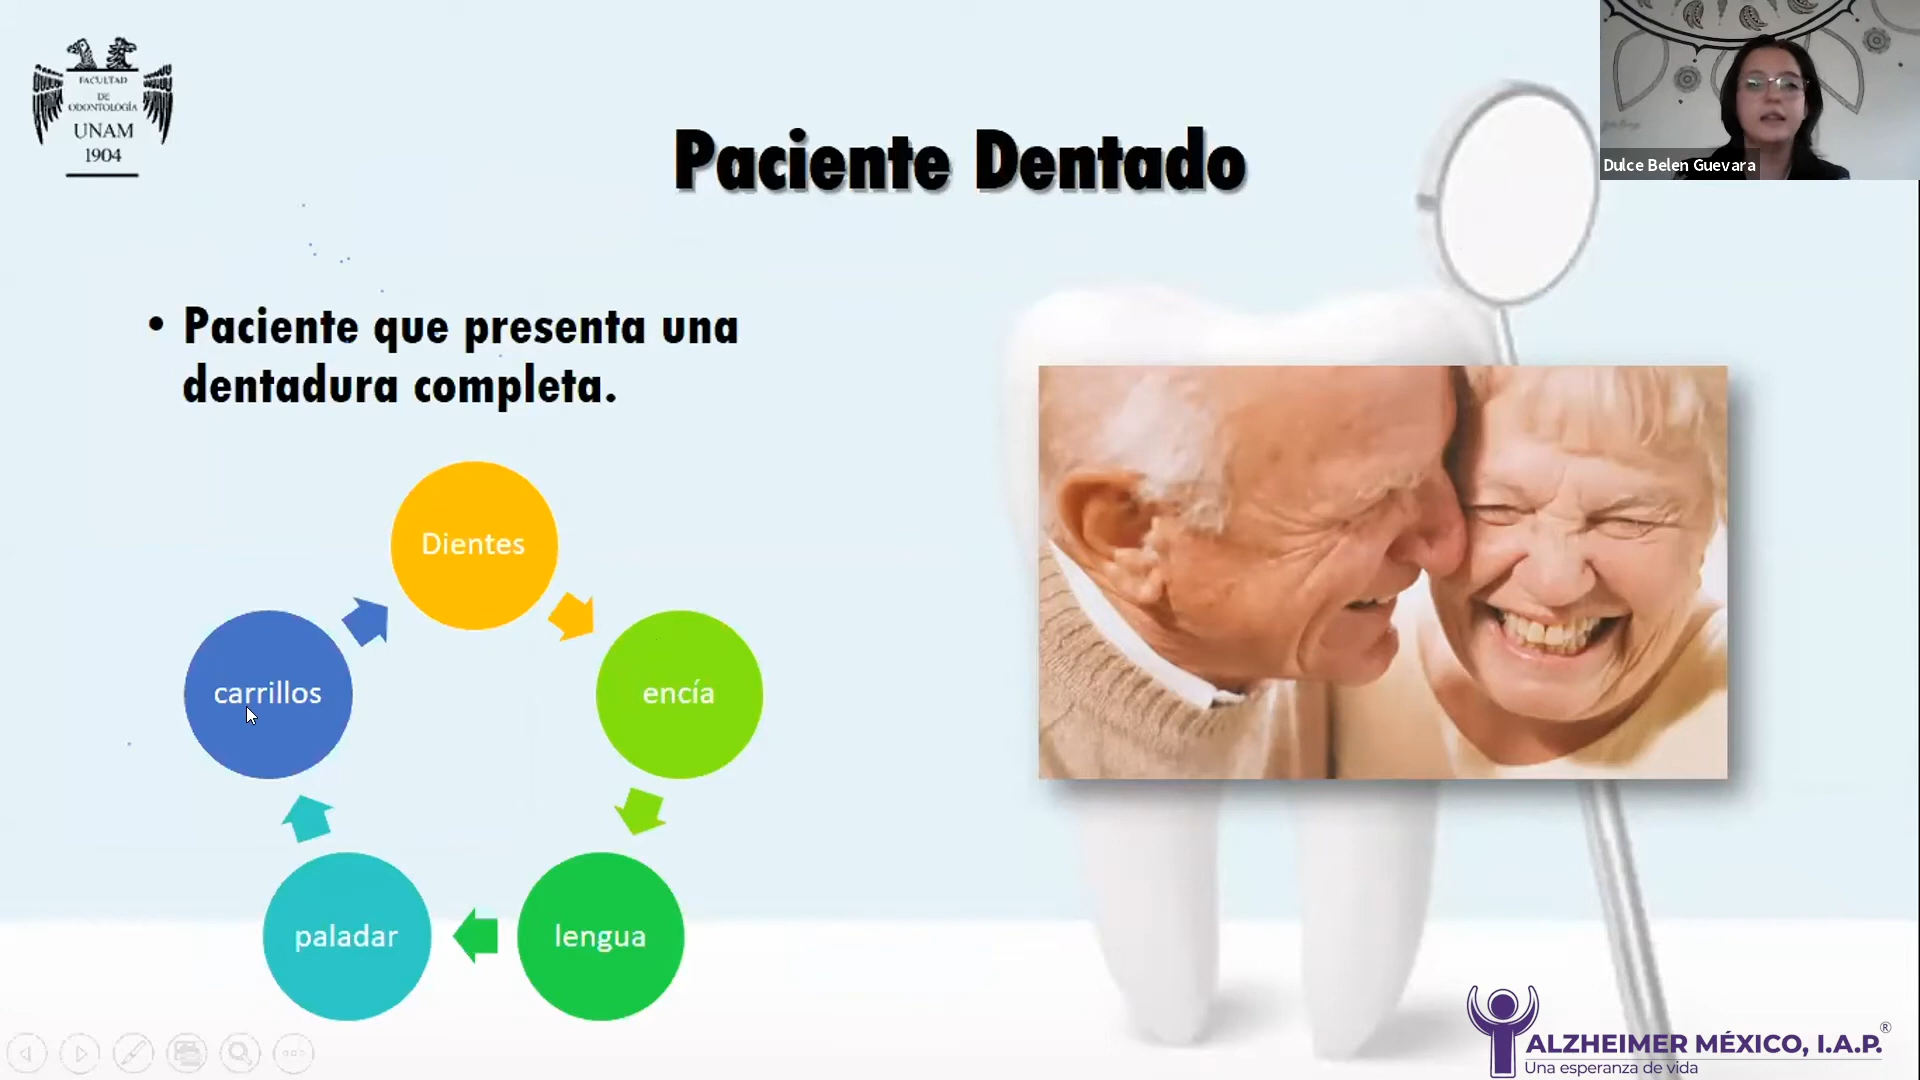 FACULTAD
DE
ODONTOLOGÍA
UNAM
1904
Dulce Belen Guevara
Paciente Dentado
• Paciente que presenta una
dentadura completa.
Dientes
carrillos
encía
paladar
lengua
ALZHEIMER MÉXICO, I.A.P.®
Una esperanza de vida